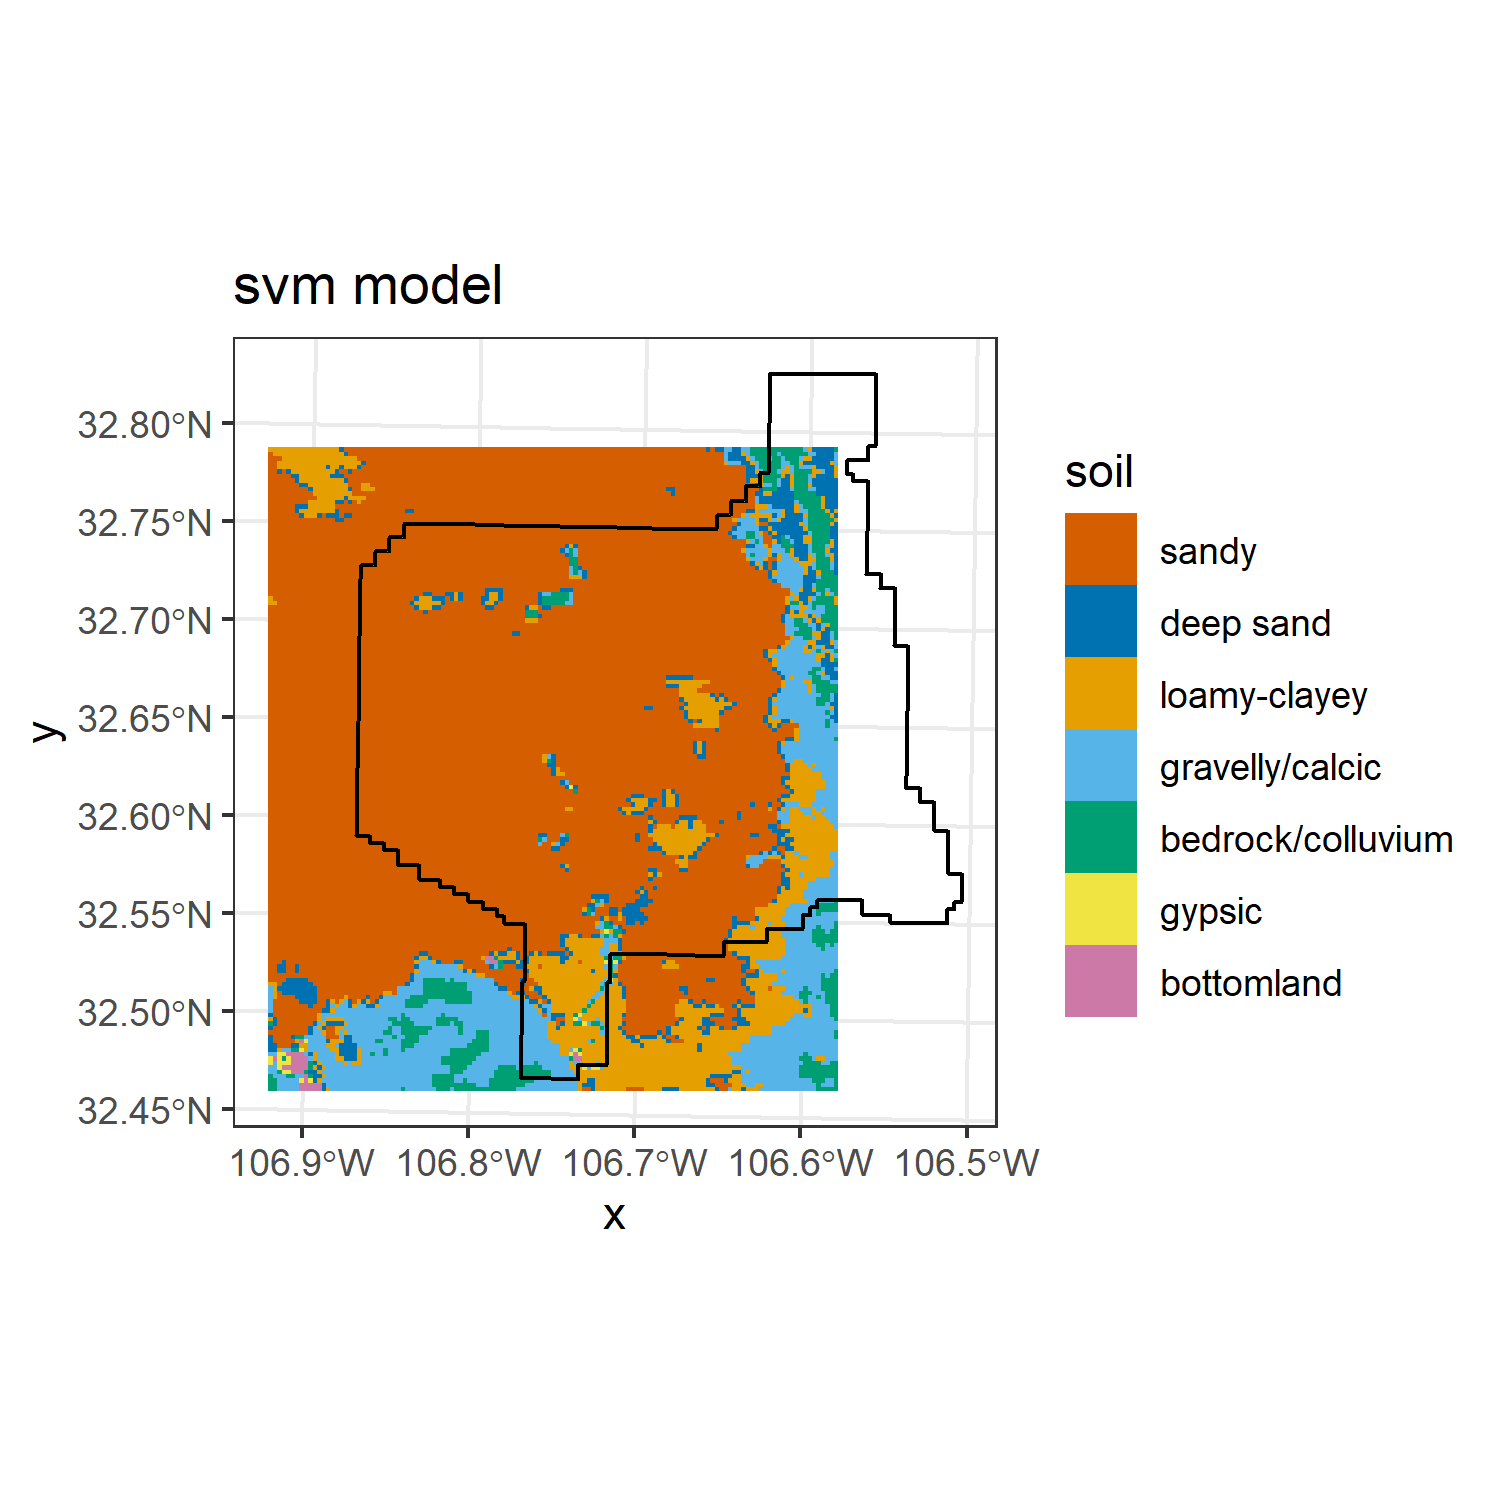 svm model
32.80°N
32.75°N
32.70°N
32.65°N
32.60°N
32.55°N
32.50°N
32.45°N
y
106.9°W 106.8°W 106.7°W 106.6°W 106.5°W
x
soil
sandy
deep sand
loamy-clayey
gravelly/calcic
bedrock/colluvium
gypsic
bottomland